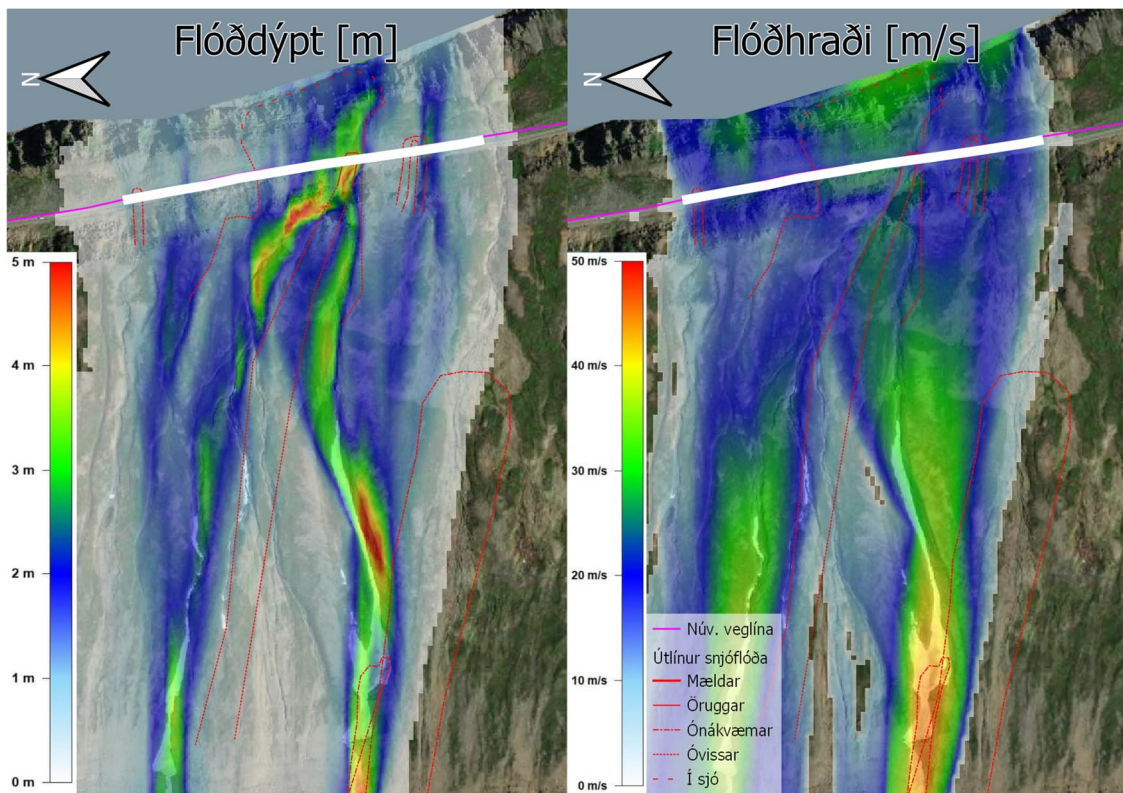 Flóðdýpt [m]
N
5 m
4 m
3 m
2 m
1 m
0 m
Flóðhraði [m/s]
N
50 m/s
40 m/s
30 m/s
20 m/s
10 m/s
0 m/s
Núv. veglína
Útlínur snjóflóða
Mældar
Öruggar
Ónákvæmar
Óvissar
Í sjó